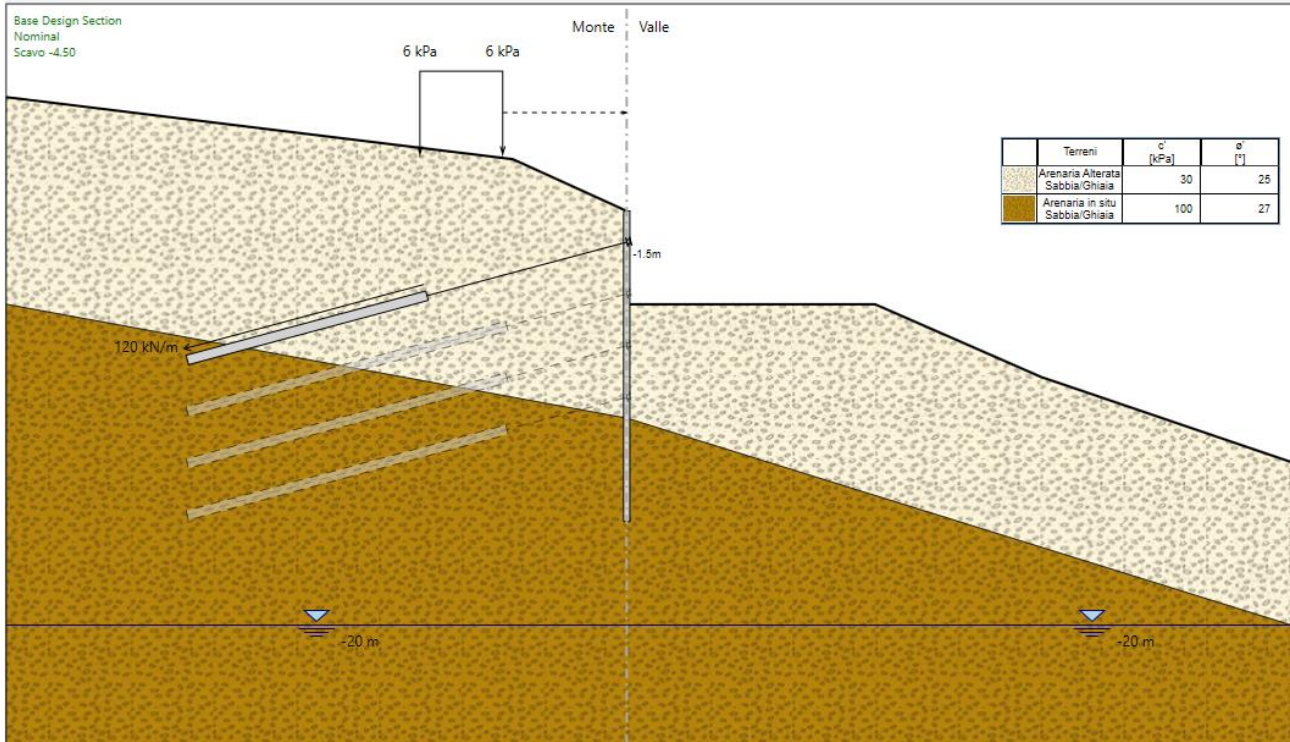 Base Design Section
Nominal
Scavo -4.50
Monte
Valle
6 kPa
6 kPa
Terreni
c'
[kPa]
ø'
[°]
Arenaria Alterata
Sabbia/Ghiaia
30
25
Arenaria in situ
Sabbia/Ghiaia
100
27
-1.5m
120 kN/m
-20 m
-20 m